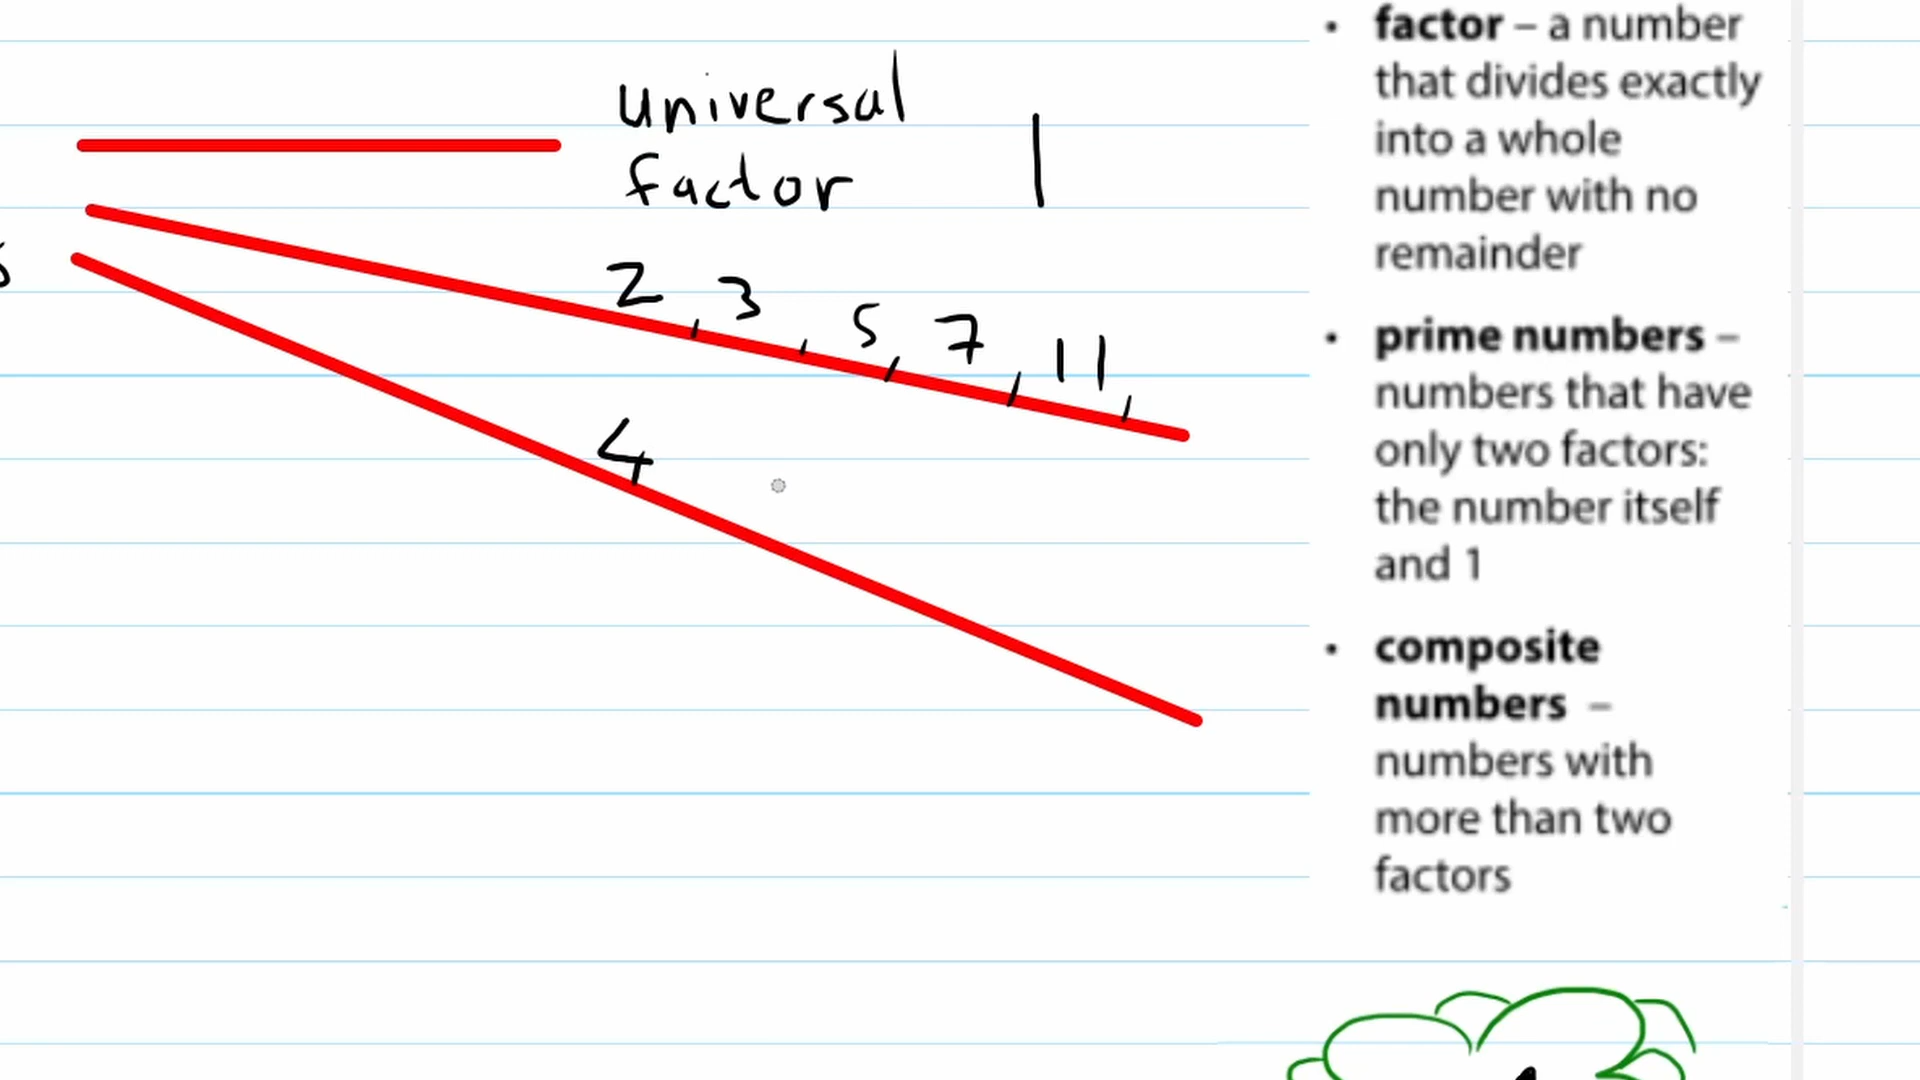 universal
factor 1
2, 3, 5, 7, 11,
4
• factor – a number
that divides exactly
into a whole
number with no
remainder
• prime numbers –
numbers that have
only two factors:
the number itself
and 1
• composite
numbers –
numbers with
more than two
factors